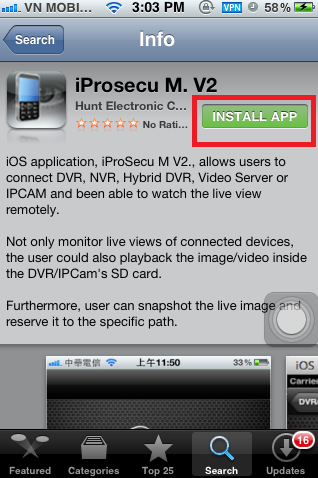 VN MOBI... 3:03 PM VPN 58%
Search
Info
iProsecu M. V2
Hunt Electronic C...
No Rati...
INSTALL APP
iOS application, iProSecu M V2., allows users to
connect DVR, NVR, Hybrid DVR, Video Server or
IPCAM and been able to watch the live view
remotely.
Not only monitor live views of connected devices,
the user could also playback the image/video inside
the DVR/IPCam's SD card.
Furthermore, user can snapshot the live image and
reserve it to the specific path.
中華電信 上午11:50 33%
iOS
Carrier
DVR/
Featured
Categories
Top 25
Search
16
Updates